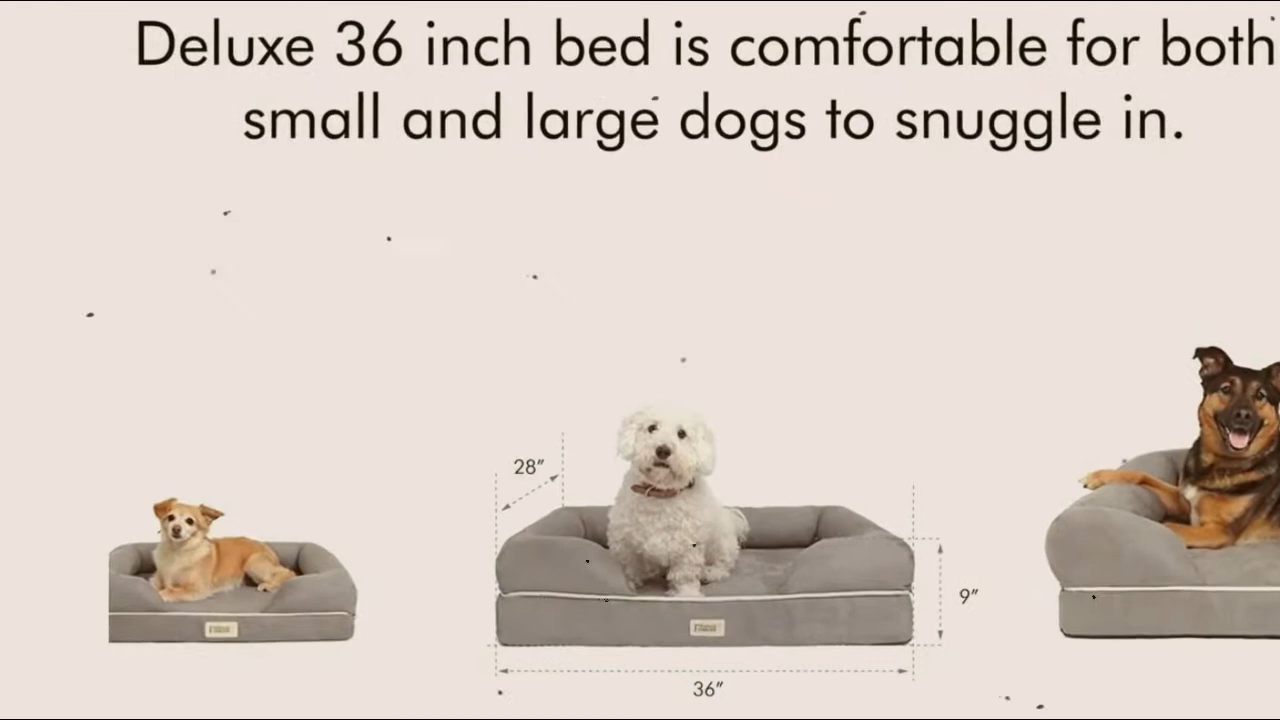 Deluxe 36 inch bed is comfortable for both
small and large dogs to snuggle in.
28"
9"
36"